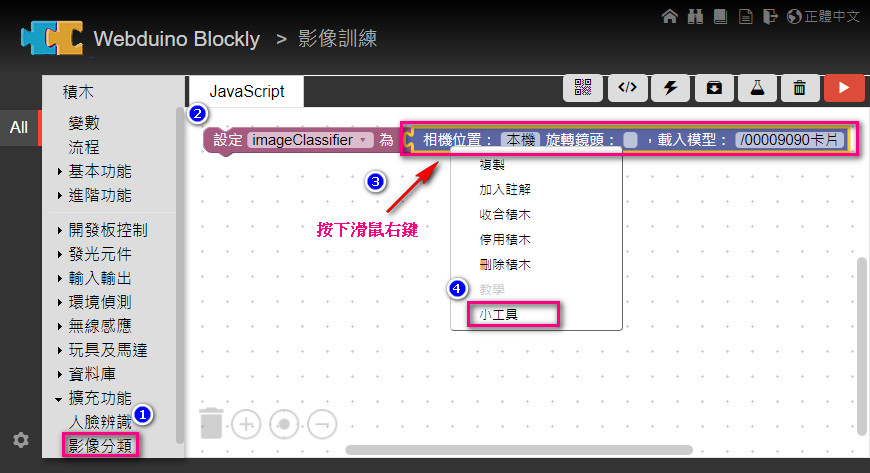 正體中文
Webduino Blockly > 影像訓練
積木
JavaScript
</>
All
變數
流程
基本功能
進階功能
開發板控制
發光元件
輸入輸出
環境偵測
無線感應
玩具及馬達
資料庫
擴充功能
人臉辨識
1
影像分類
2
設定 imageClassifier 為 相機位置： 本機 旋轉鏡頭： ，載入模型： /00009090卡片
3
按下滑鼠右鍵
複製
加入註解
收合積木
停用積木
刪除積木
教學
4
小工具